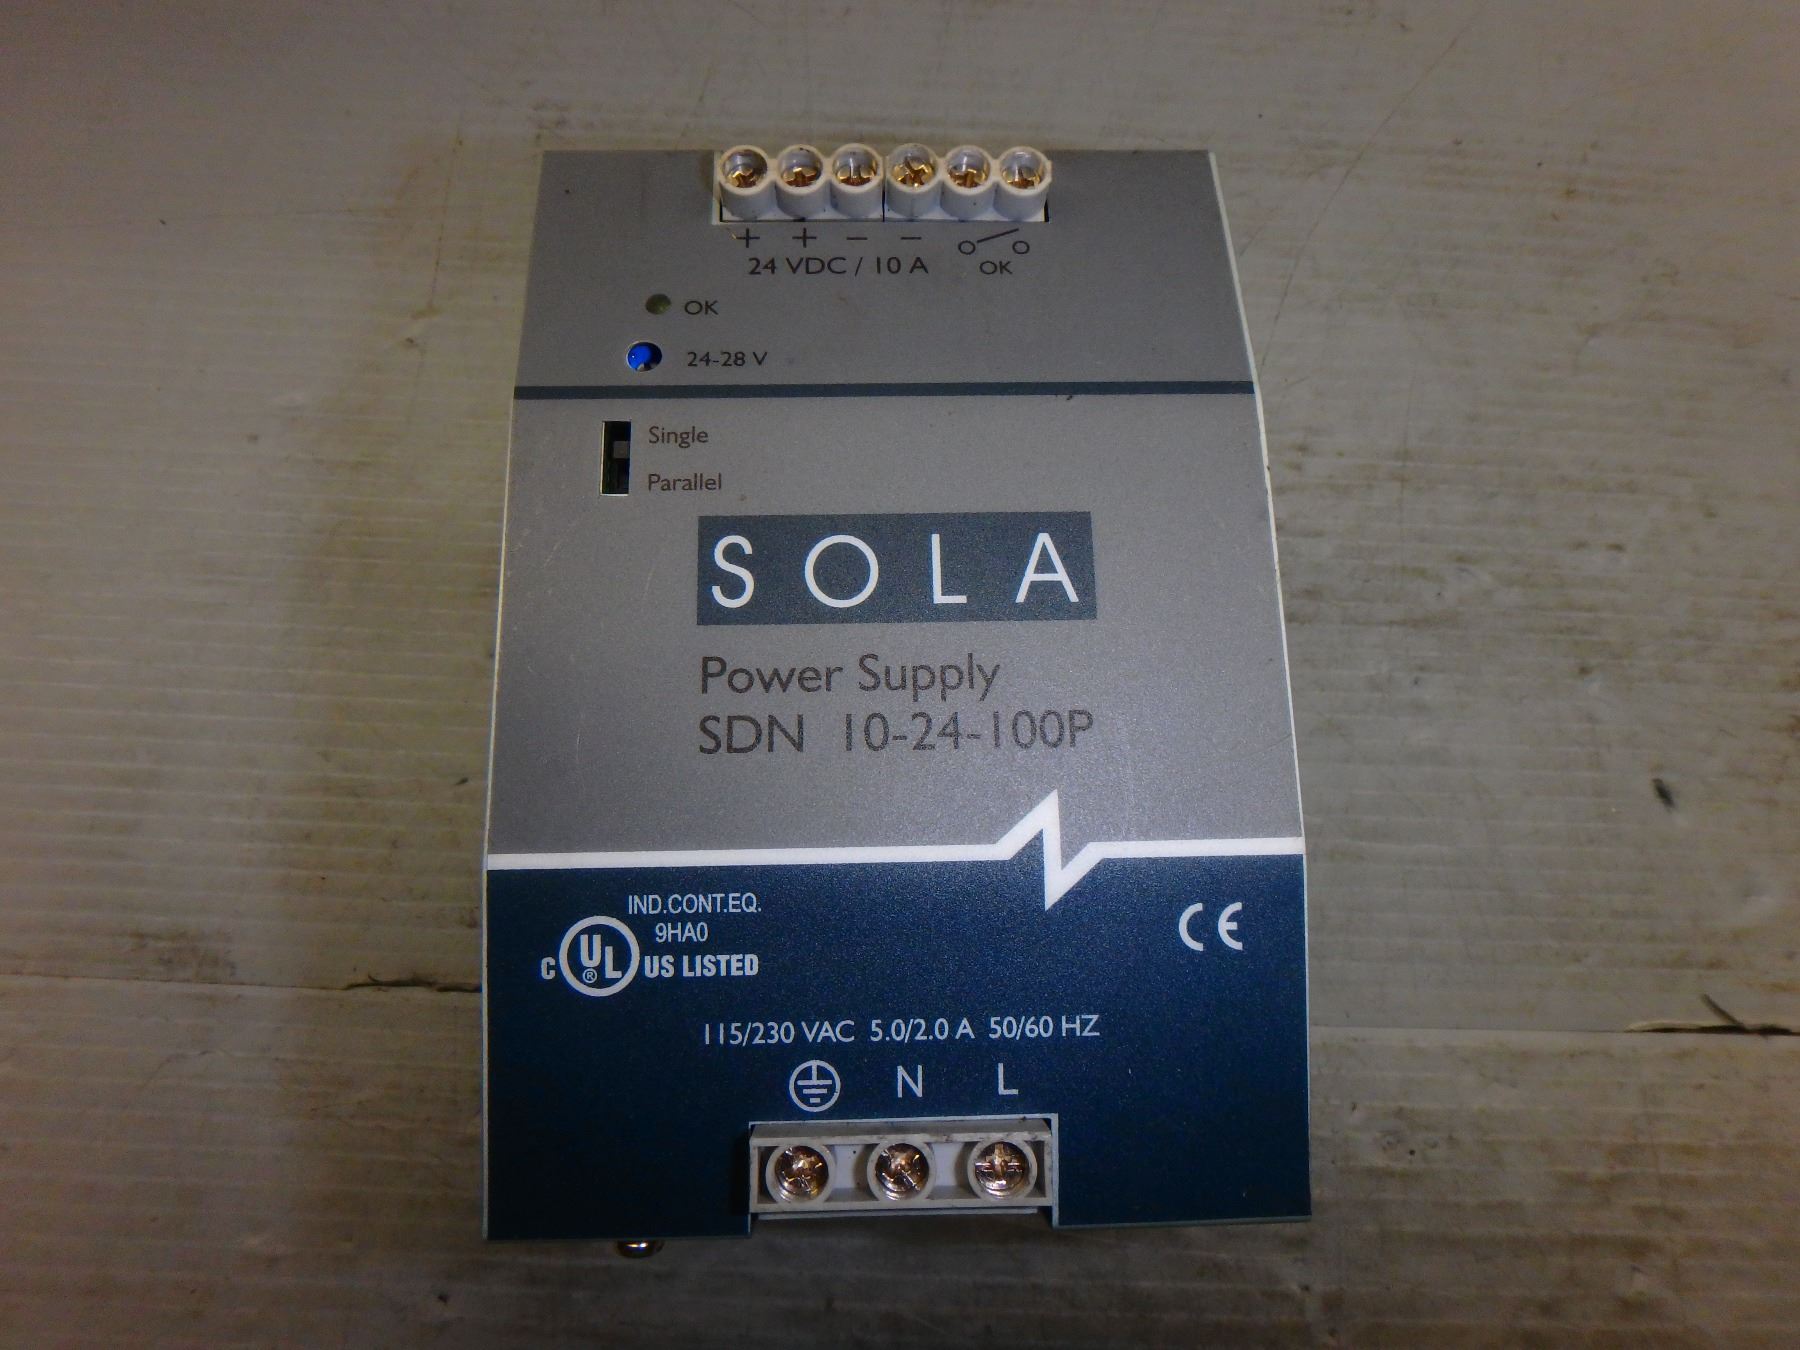 + + − −
24 VDC / 10 A OK
OK
24-28 V
Single
Parallel
SOLA
Power Supply
SDN 10-24-100P
IND.CONT.EQ.
9HA0
C UL ® US LISTED
CE
115/230 VAC 5.0/2.0 A 50/60 HZ
N L